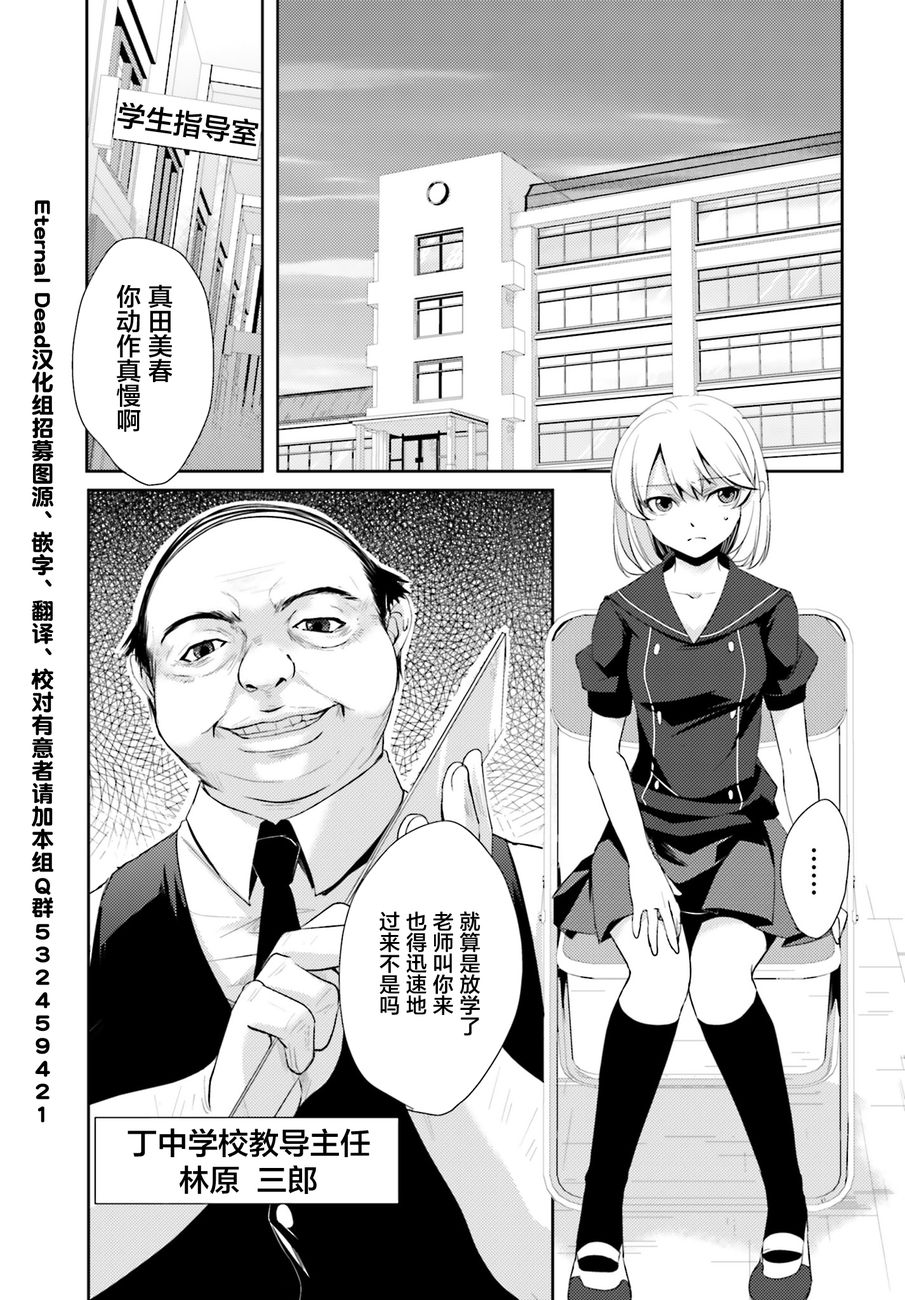 学生指导室
真田美春
你动作真慢啊
……
就算是放学了
老师叫你来
也得迅速地
过来不是吗
丁中学校教导主任
林原 三郎
Eternal Dead汉化组招募图源、嵌字、翻译、校对有意者请加本组Q群532459421